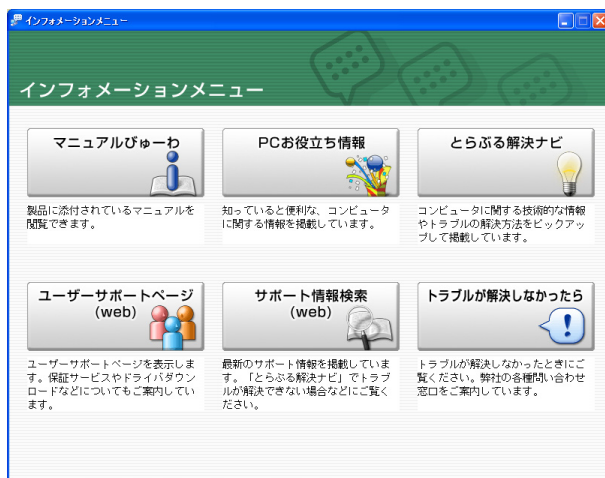 インフォメーションメニュー
インフォメーションメニュー
マニュアルびゅーわ
PCお役立ち情報
とらぶる解決ナビ
製品に添付されているマニュアルを
閲覧できます。
知っていると便利な、コンピュータ
に関する情報を掲載しています。
コンピュータに関する技術的な情報
やトラブルの解決方法をピックアッ
プして掲載しています。
ユーザーサポートページ
(web)
サポート情報検索
(web)
トラブルが解決しなかったら
ユーザーサポートページを表示しま
す。保証サービスやドライバダウン
ロードなどについてもご案内してい
ます。
最新のサポート情報を掲載していま
す。「とらぶる解決ナビ」でトラブ
ルが解決できない場合などにご覧く
ださい。
トラブルが解決しなかったときにご
覧ください。弊社の各種問い合わせ
窓口をご案内しています。